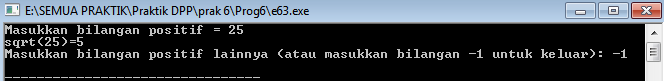 E:\SEMUA PRAKTIK\Praktik DPP\prak 6\Prog6\e63.exe
Masukkan bilangan positif = 25
sqrt(25)=5
Masukkan bilangan positif lainnya (atau masukkan bilangan -1 untuk keluar): -1
--------------------------------